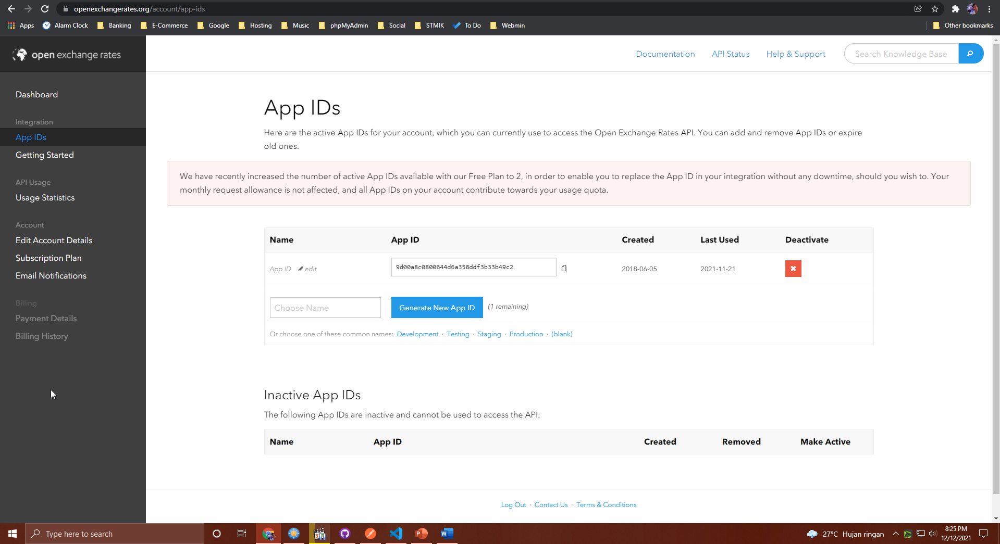 openexchangerates.org/account/app-ids
Apps Alarm Clock Banking E-Commerce Google Hosting Music phpMyAdmin Social STMIK To Do Webmin Other bookmarks
open exchange rates
Documentation API Status Help & Support Search Knowledge Base
Dashboard
Integration
App IDs
Getting Started
API Usage
Usage Statistics
Account
Edit Account Details
Subscription Plan
Email Notifications
Billing
Payment Details
Billing History
App IDs
Here are the active App IDs for your account, which you can currently use to access the Open Exchange Rates API. You can add and remove App IDs or expire
old ones.
We have recently increased the number of active App IDs available with our Free Plan to 2, in order to enable you to replace the App ID in your integration without any downtime, should you wish to. Your
monthly request allowance is not affected, and all App IDs on your account contribute towards your usage quota.
Name App ID Created Last Used Deactivate
App ID edit 9d00a8c0800644d6a358ddf3b33b49c2 2018-06-05 2021-11-21
Choose Name Generate New App ID (1 remaining)
Or choose one of these common names: Development · Testing · Staging · Production · (blank)
Inactive App IDs
The following App IDs are inactive and cannot be used to access the API:
Name App ID Created Removed Make Active
Log Out · Contact Us · Terms & Conditions
Type here to search
27°C Hujan ringan
8:25 PM
12/12/2021